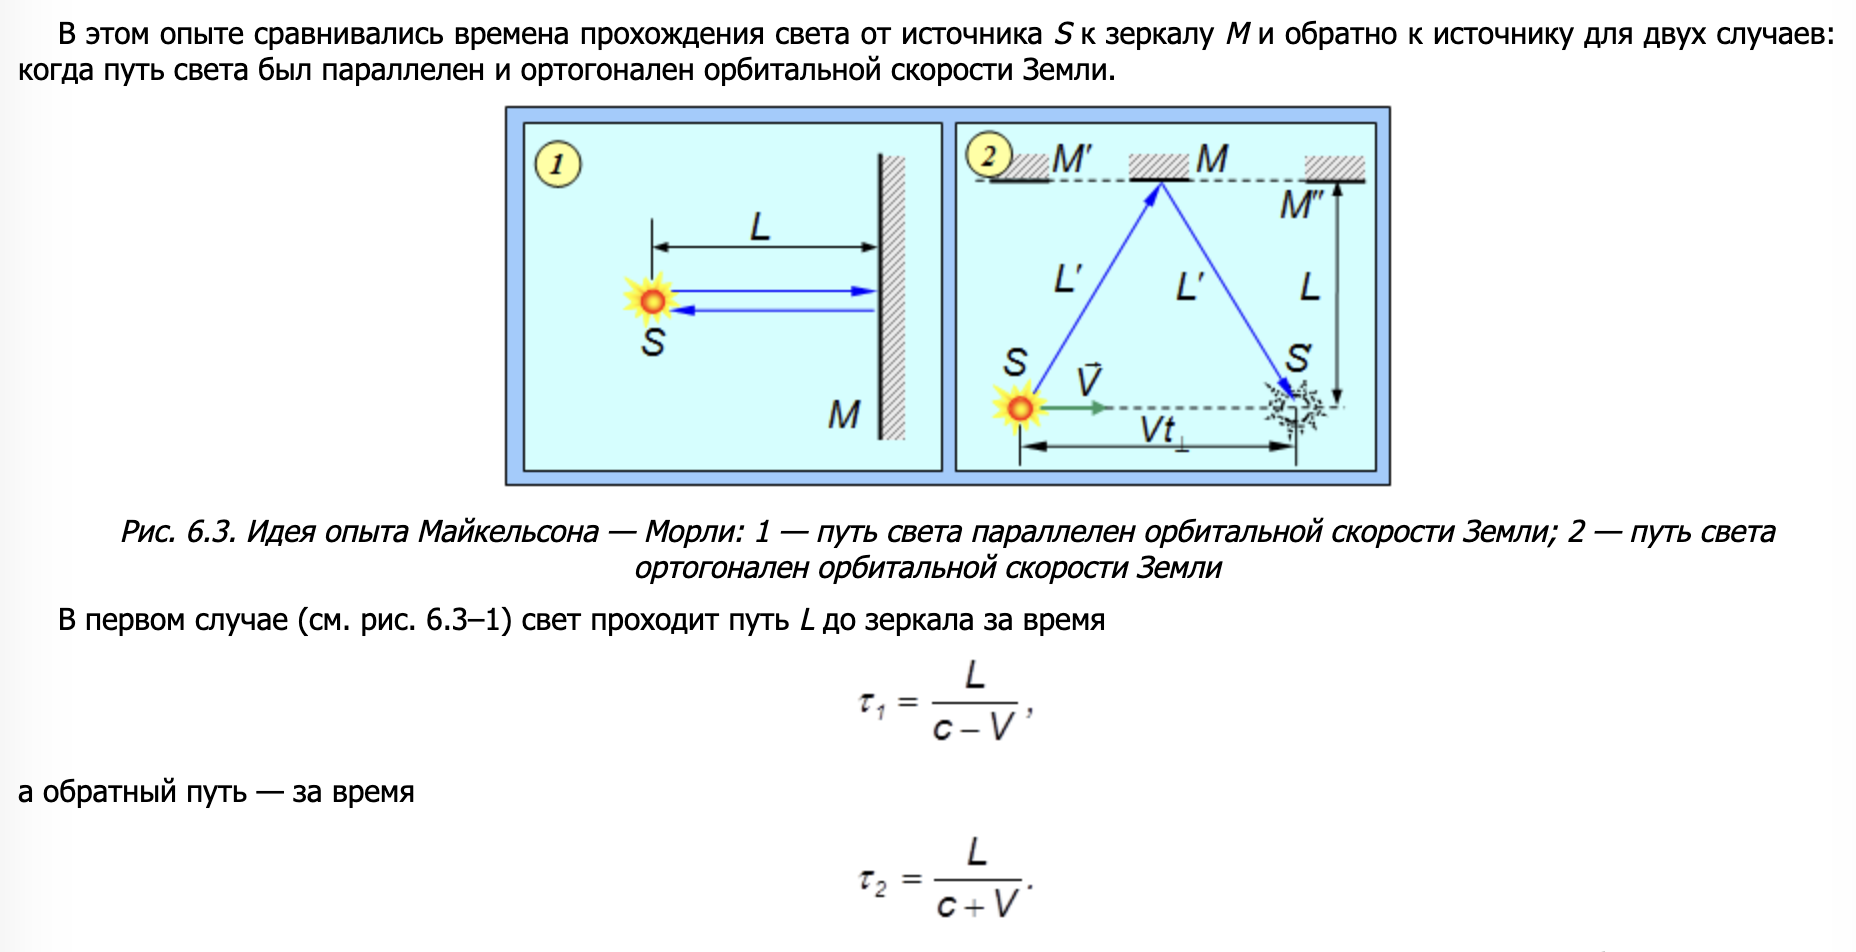 В этом опыте сравнивались времена прохождения света от источника S к зеркалу M и обратно к источнику для двух случаев:
когда путь света был параллелен и ортогонален орбитальной скорости Земли.
1
L
S
M
2
M′
M
M″
L′
L′
L
S
V⃗
S
Vt⊥
Рис. 6.3. Идея опыта Майкельсона — Морли: 1 — путь света параллелен орбитальной скорости Земли; 2 — путь света
ортогонален орбитальной скорости Земли
В первом случае (см. рис. 6.3–1) свет проходит путь L до зеркала за время
τ₁ = L / (c – V),
а обратный путь — за время
τ₂ = L / (c + V).